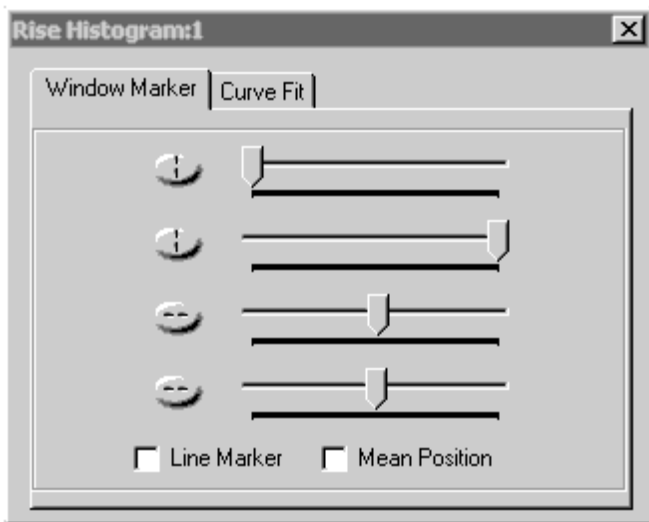 Rise Histogram:1
Window Marker
Curve Fit
Line Marker
Mean Position